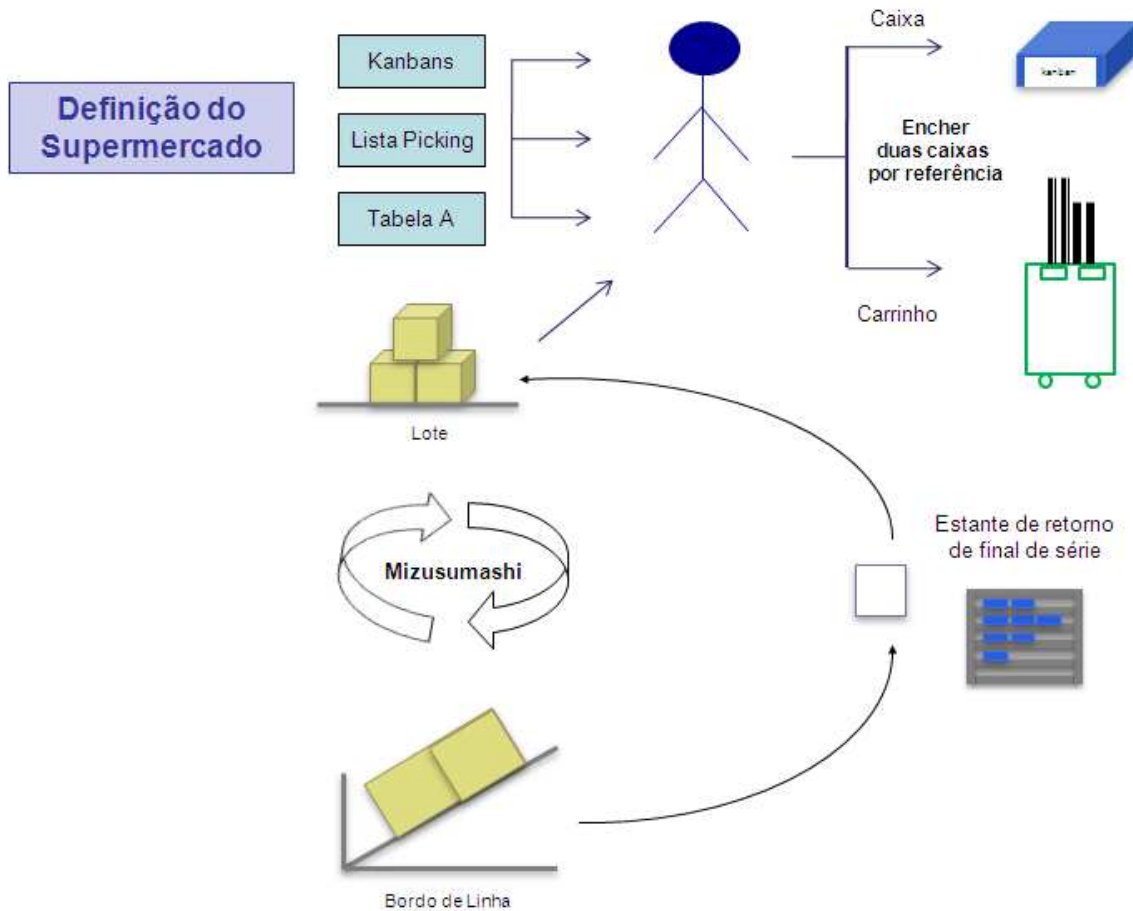 Definição do
Supermercado
Kanbans
Lista Picking
Tabela A
Caixa
kanban
Encher
duas caixas
por referência
Carrinho
Lote
Mizusumashi
Estante de retorno
de final de série
Bordo de Linha